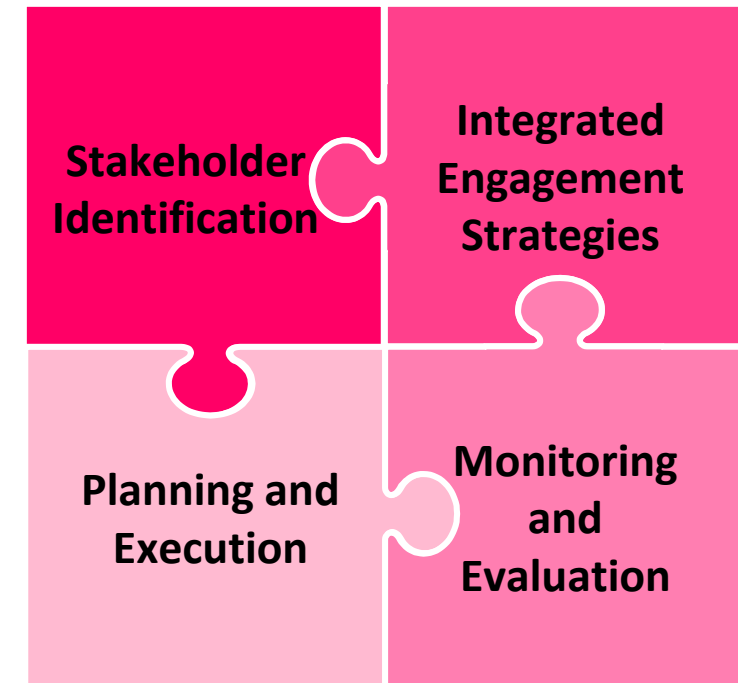 Stakeholder
Identification
Integrated
Engagement
Strategies
Planning and
Execution
Monitoring
and
Evaluation